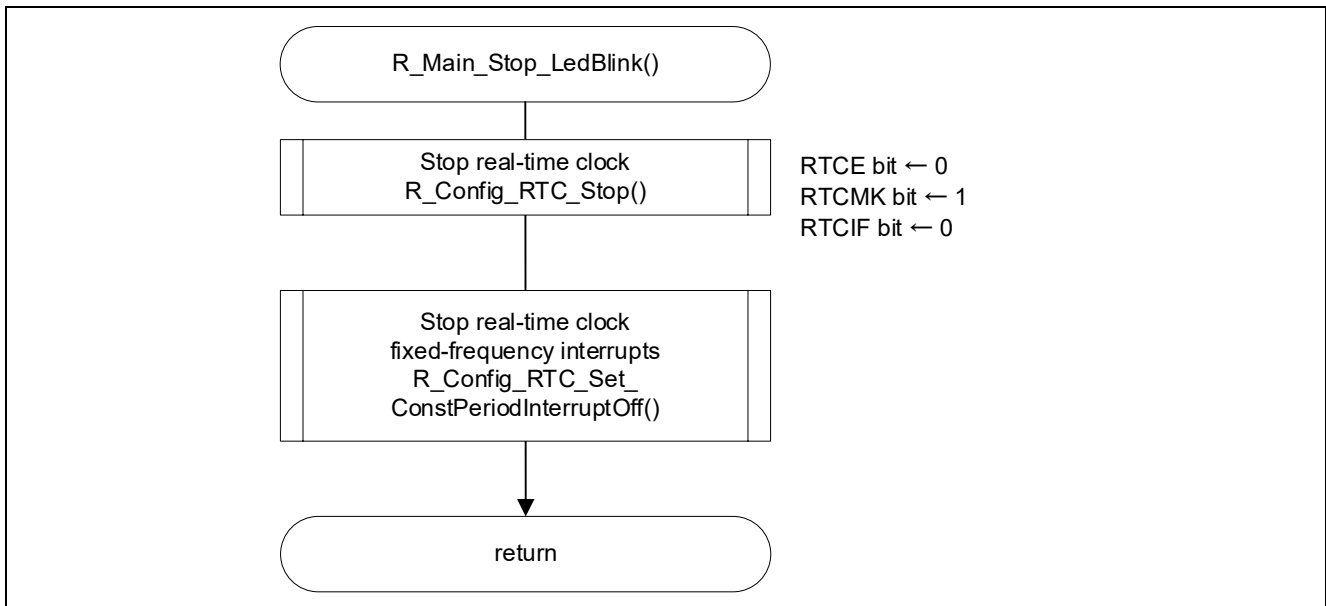 R_Main_Stop_LedBlink()
Stop real-time clock
R_Config_RTC_Stop()
RTCE bit ← 0
RTCMK bit ← 1
RTCIF bit ← 0
Stop real-time clock
fixed-frequency interrupts
R_Config_RTC_Set_
ConstPeriodInterruptOff()
return